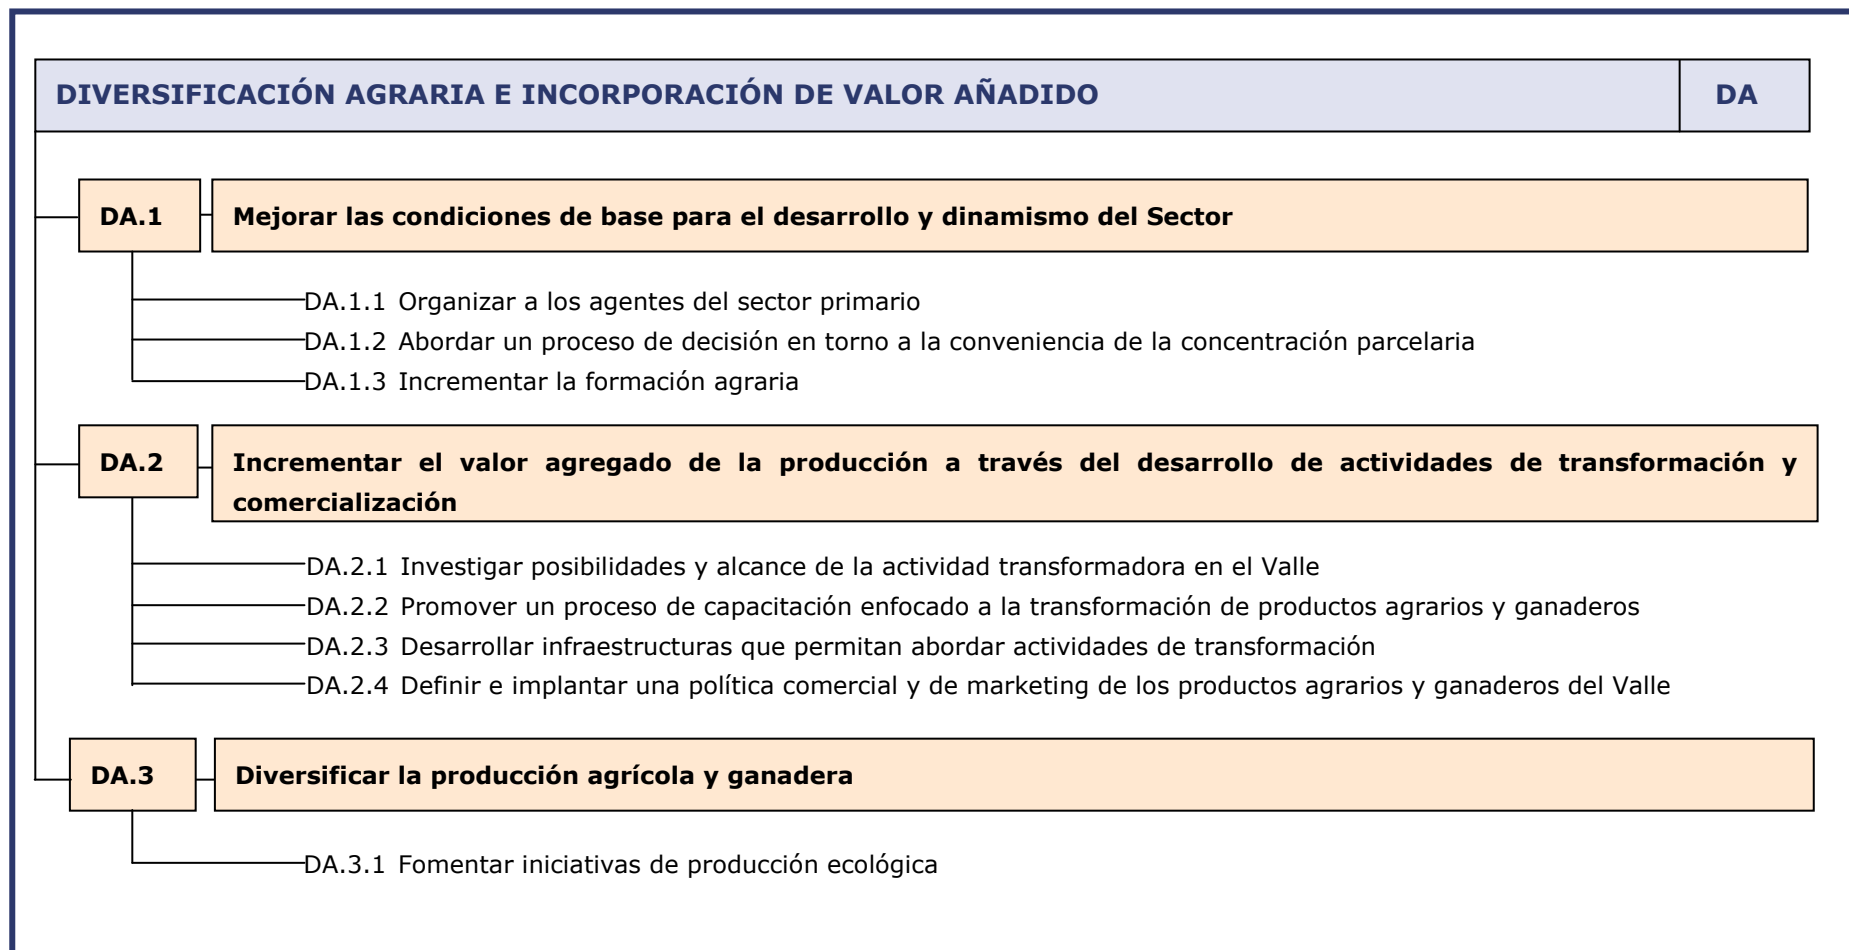 DIVERSIFICACIÓN AGRARIA E INCORPORACIÓN DE VALOR AÑADIDO DA
DA.1 Mejorar las condiciones de base para el desarrollo y dinamismo del Sector
DA.1.1 Organizar a los agentes del sector primario
DA.1.2 Abordar un proceso de decisión en torno a la conveniencia de la concentración parcelaria
DA.1.3 Incrementar la formación agraria
DA.2 Incrementar el valor agregado de la producción a través del desarrollo de actividades de transformación y
comercialización
DA.2.1 Investigar posibilidades y alcance de la actividad transformadora en el Valle
DA.2.2 Promover un proceso de capacitación enfocado a la transformación de productos agrarios y ganaderos
DA.2.3 Desarrollar infraestructuras que permitan abordar actividades de transformación
DA.2.4 Definir e implantar una política comercial y de marketing de los productos agrarios y ganaderos del Valle
DA.3 Diversificar la producción agrícola y ganadera
DA.3.1 Fomentar iniciativas de producción ecológica